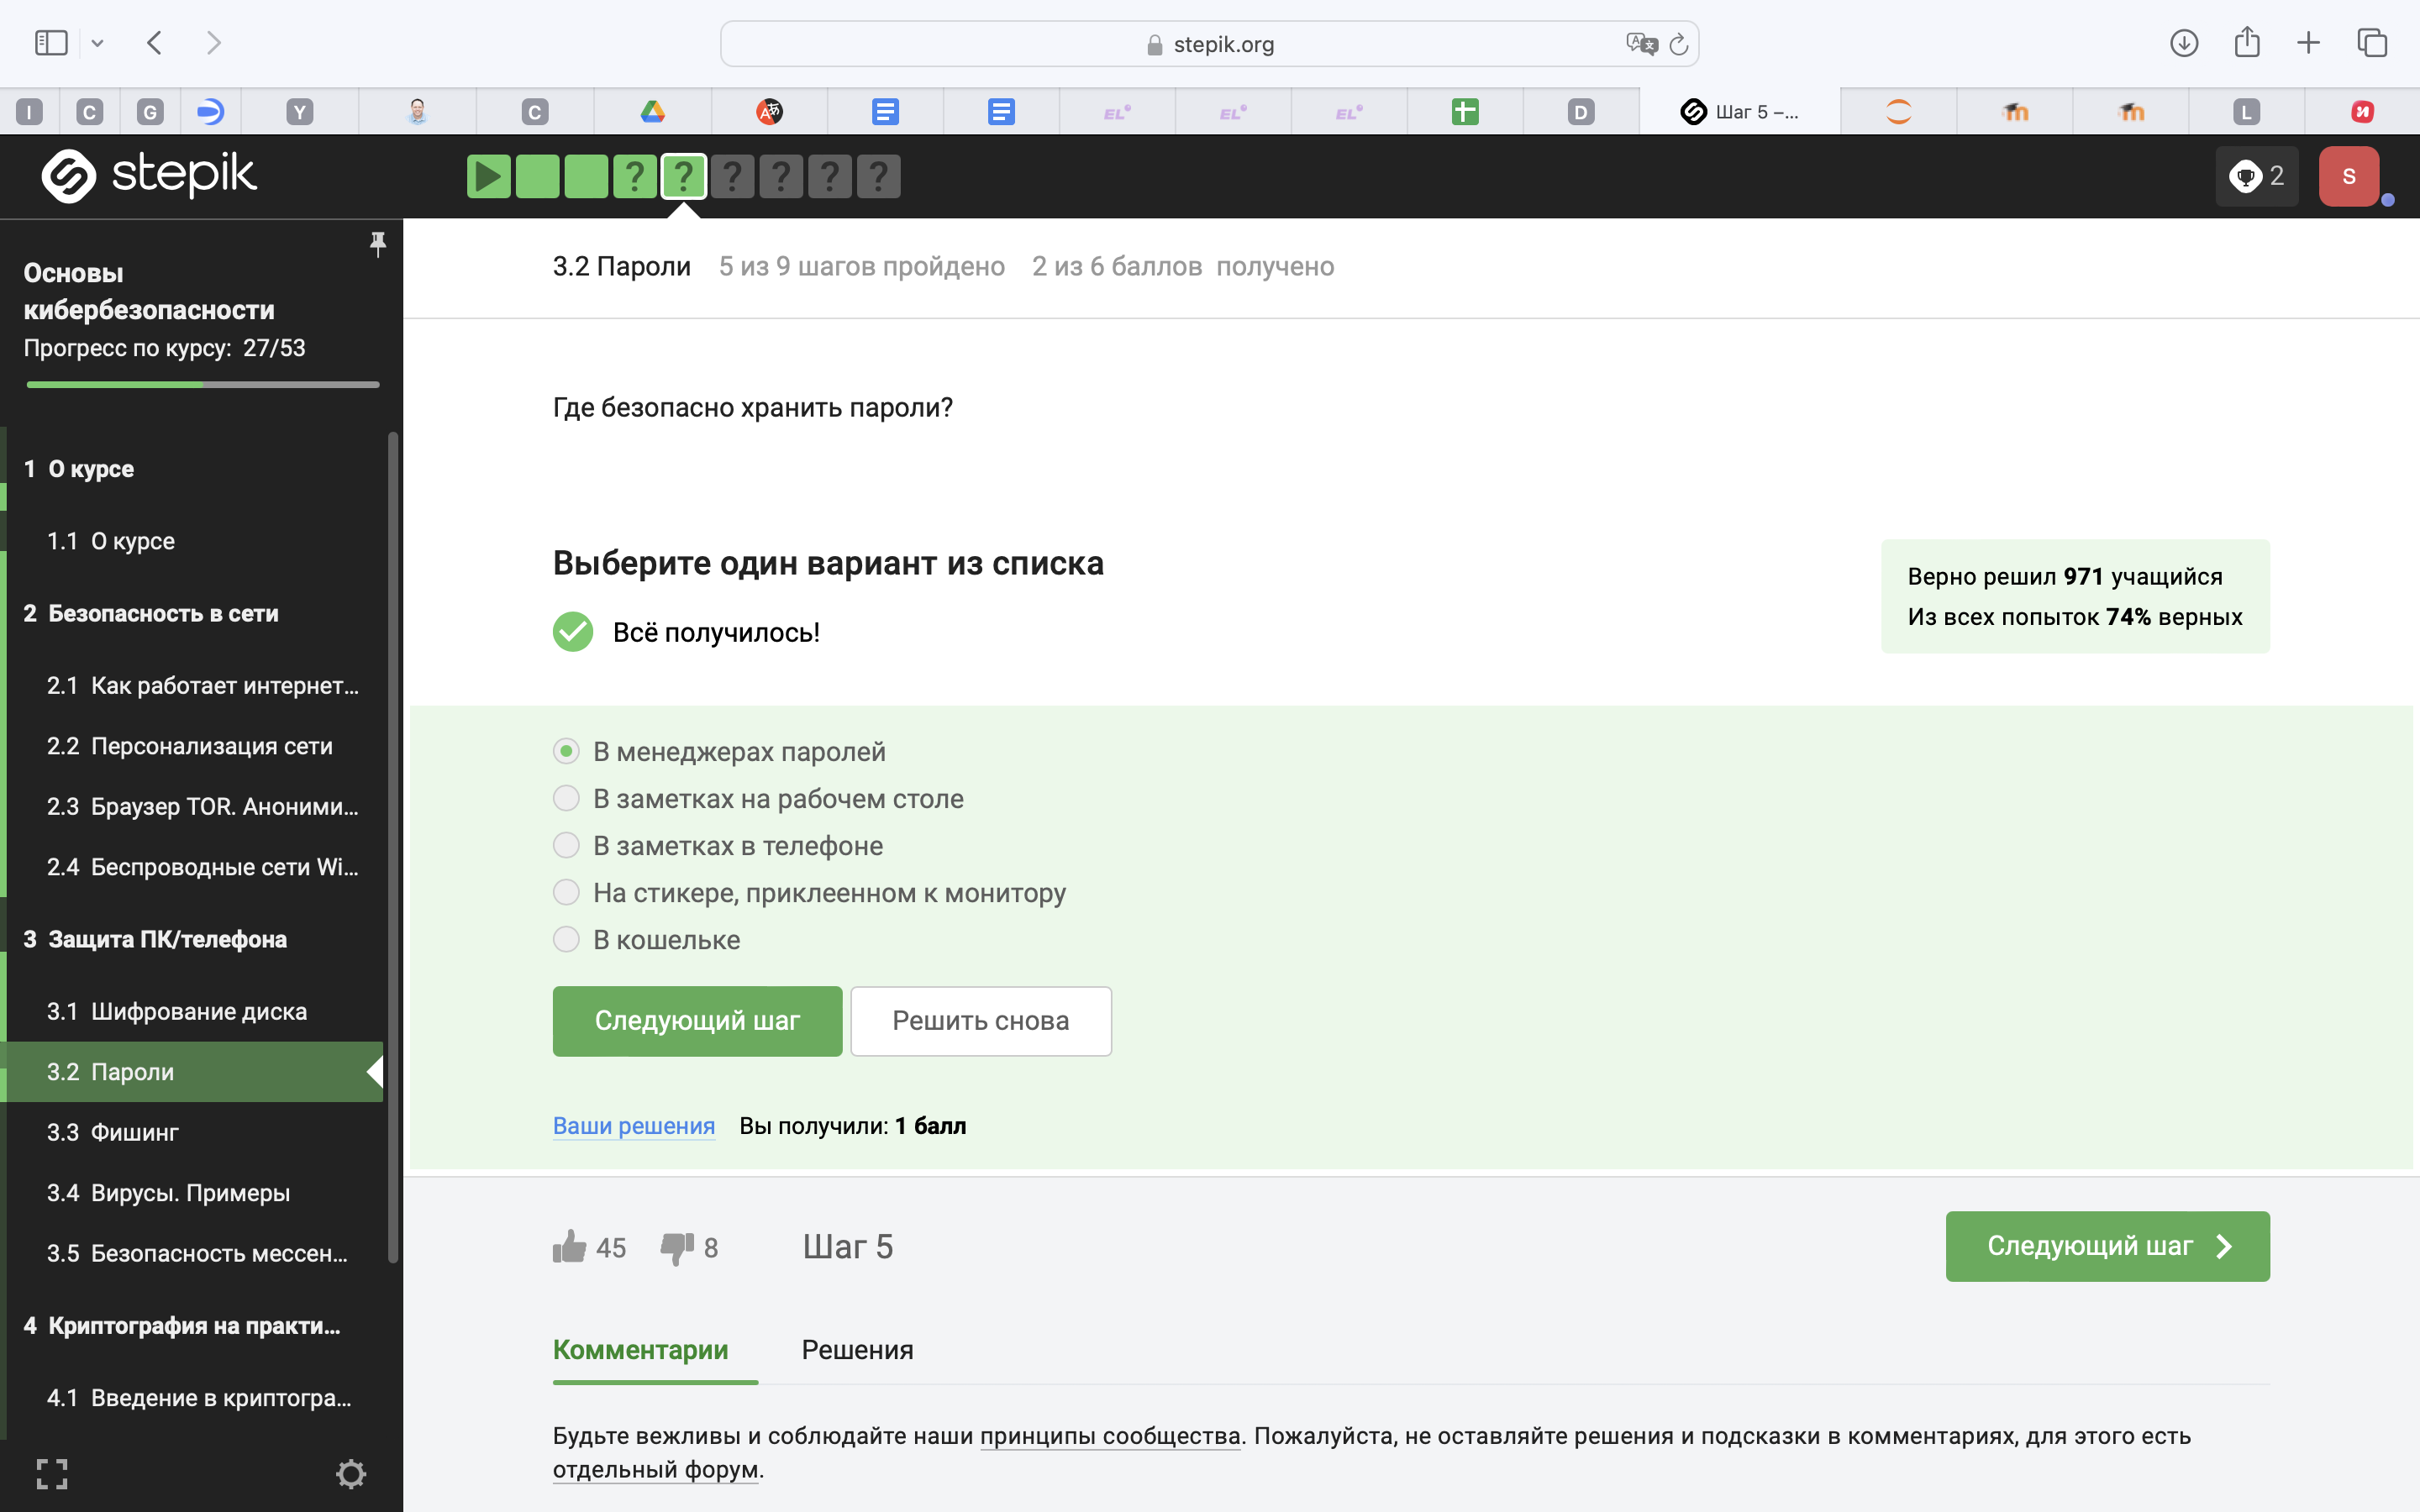 stepik.org
I
C
G
Y
C
D
Шаг 5 –...
L
stepik
2
S
Основы
кибербезопасности
Прогресс по курсу: 27/53
1 О курсе
1.1 О курсе
2 Безопасность в сети
2.1 Как работает интернет...
2.2 Персонализация сети
2.3 Браузер TOR. Аноними...
2.4 Беспроводные сети Wi...
3 Защита ПК/телефона
3.1 Шифрование диска
3.2 Пароли
3.3 Фишинг
3.4 Вирусы. Примеры
3.5 Безопасность мессен...
4 Криптография на практи...
4.1 Введение в криптогра...
3.2 Пароли 5 из 9 шагов пройдено 2 из 6 баллов получено
Где безопасно хранить пароли?
Выберите один вариант из списка
Всё получилось!
Верно решил 971 учащийся
Из всех попыток 74% верных
В менеджерах паролей
В заметках на рабочем столе
В заметках в телефоне
На стикере, приклеенном к монитору
В кошельке
Следующий шаг Решить снова
Ваши решения Вы получили: 1 балл
45 8 Шаг 5 Следующий шаг
Комментарии Решения
Будьте вежливы и соблюдайте наши принципы сообщества. Пожалуйста, не оставляйте решения и подсказки в комментариях, для этого есть
отдельный форум.